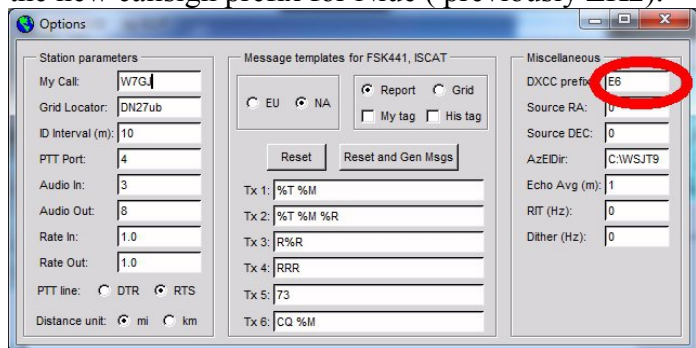 the new callsign prefix for Niue ( previously ZK2).
Options
Station parameters
My Call: W7GJ
Grid Locator: DN27ub
ID Interval (m): 10
PTT Port: 4
Audio In: 3
Audio Out: 8
Rate In: 1.0
Rate Out: 1.0
PTT line: DTR RTS
Distance unit: mi km
Message templates for FSK441, ISCAT
EU NA
Report Grid
My tag His tag
Reset Reset and Gen Msgs
Tx 1: %T %M
Tx 2: %T %M %R
Tx 3: R%R
Tx 4: RRR
Tx 5: 73
Tx 6: CQ %M
Miscellaneous
DXCC prefix: E6
Source RA: 0
Source DEC: 0
AzElDir: C:\WSJT9
Echo Avg (m): 1
RIT (Hz): 0
Dither (Hz): 0